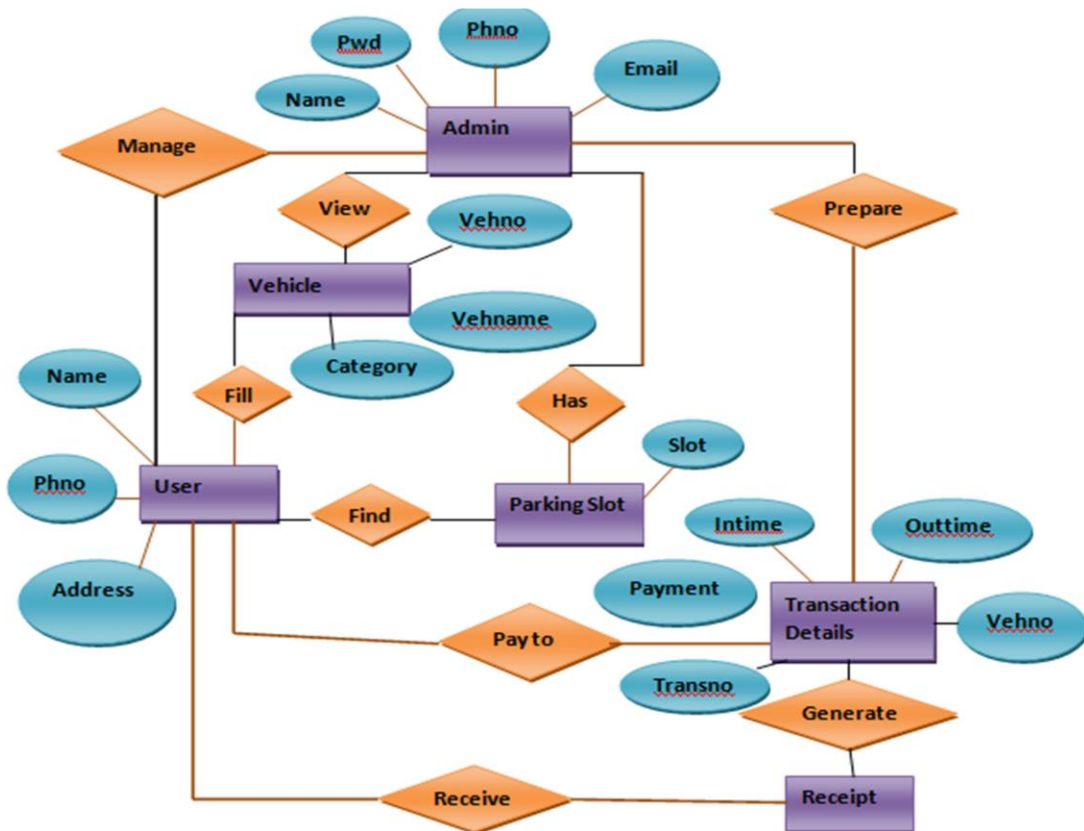 Phno
Pwd
Email
Name
Admin
Manage
View
Prepare
Vehno
Vehicle
Vehname
Category
Name
Fill
Has
Slot
Phno
User
Find
Parking Slot
Intime
Outtime
Address
Payment
Transaction
Details
Vehno
Pay to
Transno
Generate
Receive
Receipt